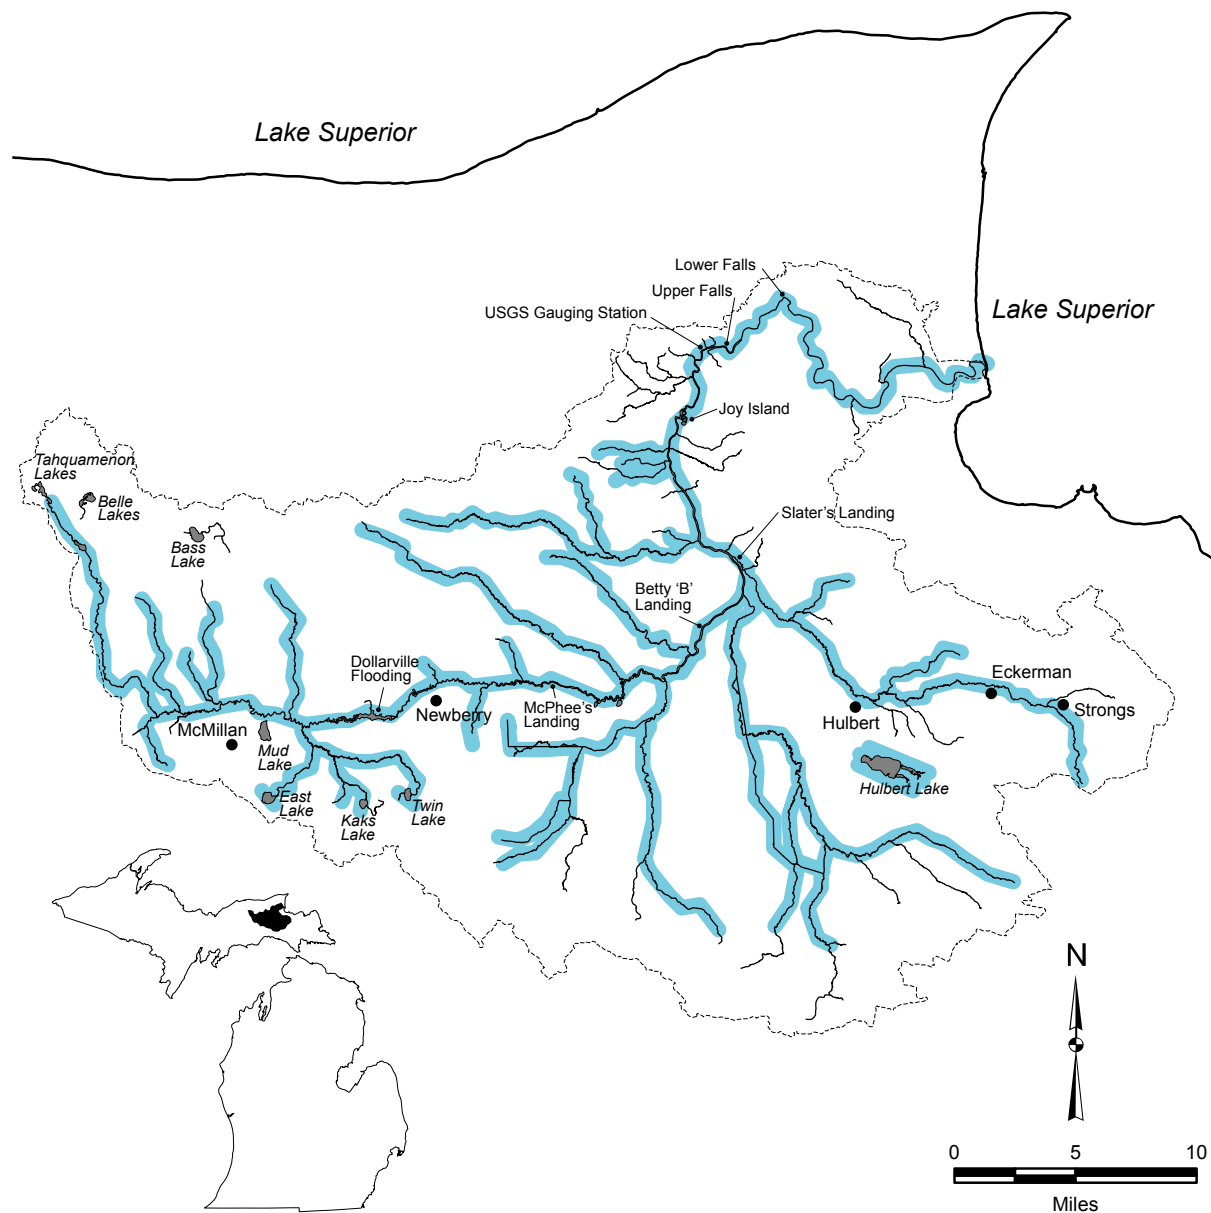 Lake Superior
Lower Falls
Upper Falls
USGS Gauging Station
Lake Superior
Joy Island
Tahquamenon
Lakes
Belle
Lakes
Bass
Lake
Slater's Landing
Betty 'B'
Landing
Dollarville
Flooding
Eckerman
McPhee's
Landing
Newberry
Hulbert
Strongs
McMillan
Mud
Lake
Hulbert Lake
East
Lake
Kaks
Lake
Twin
Lake
N
0 5 10
Miles